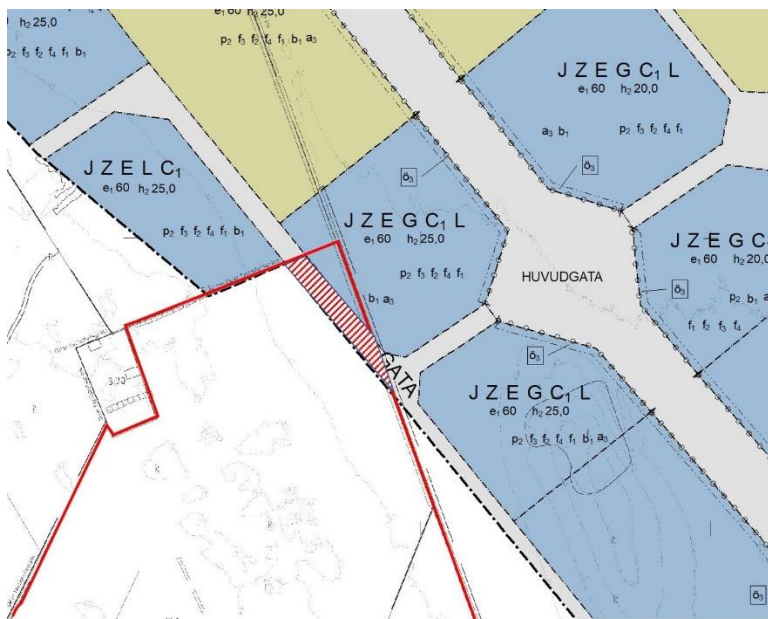 h₂ 25,0
p₂ f₃ f₂ f₄ f₁ b₁
e₁ 60 h₂ 25,0
p₂ f₃ f₂ f₄ f₁ b₁ a₃
J Z E G C₁ L
e₁ 60 h₂ 20,0
a₃ b₁
p₂ f₃ f₂ f₄ f₁
ö₃
ö₃
J Z E L C₁
e₁ 60 h₂ 25,0
p₂ f₃ f₂ f₄ f₁ b₁
J Z E G C₁ L
e₁ 60 h₂ 25,0
p₂ f₃ f₂ f₄ f₁
b₁ a₃
J Z E G C
e₁ 60 h₂ 20,0
HUVUDGATA
ö₃
p₂ b₁ a
f₁ f₂ f₃ f₄
ö₃
GATA
J Z E G C₁ L
e₁ 60 h₂ 25,0
p₂ f₃ f₂ f₄ f₁ b₁ a₃
ö₃